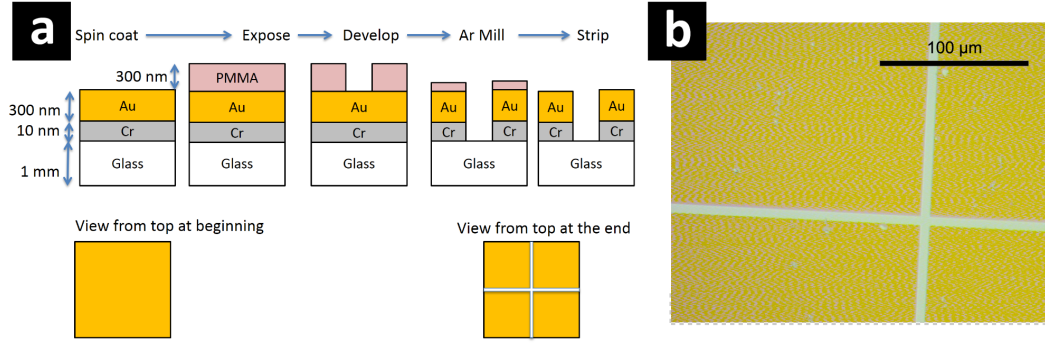 a
Spin coat Expose Develop Ar Mill Strip
300 nm PMMA
300 nm Au Au Au Au Au Au Au
10 nm Cr Cr Cr Cr Cr Cr Cr
1 mm Glass Glass Glass Glass Glass
View from top at beginning
View from top at the end
b
100 µm